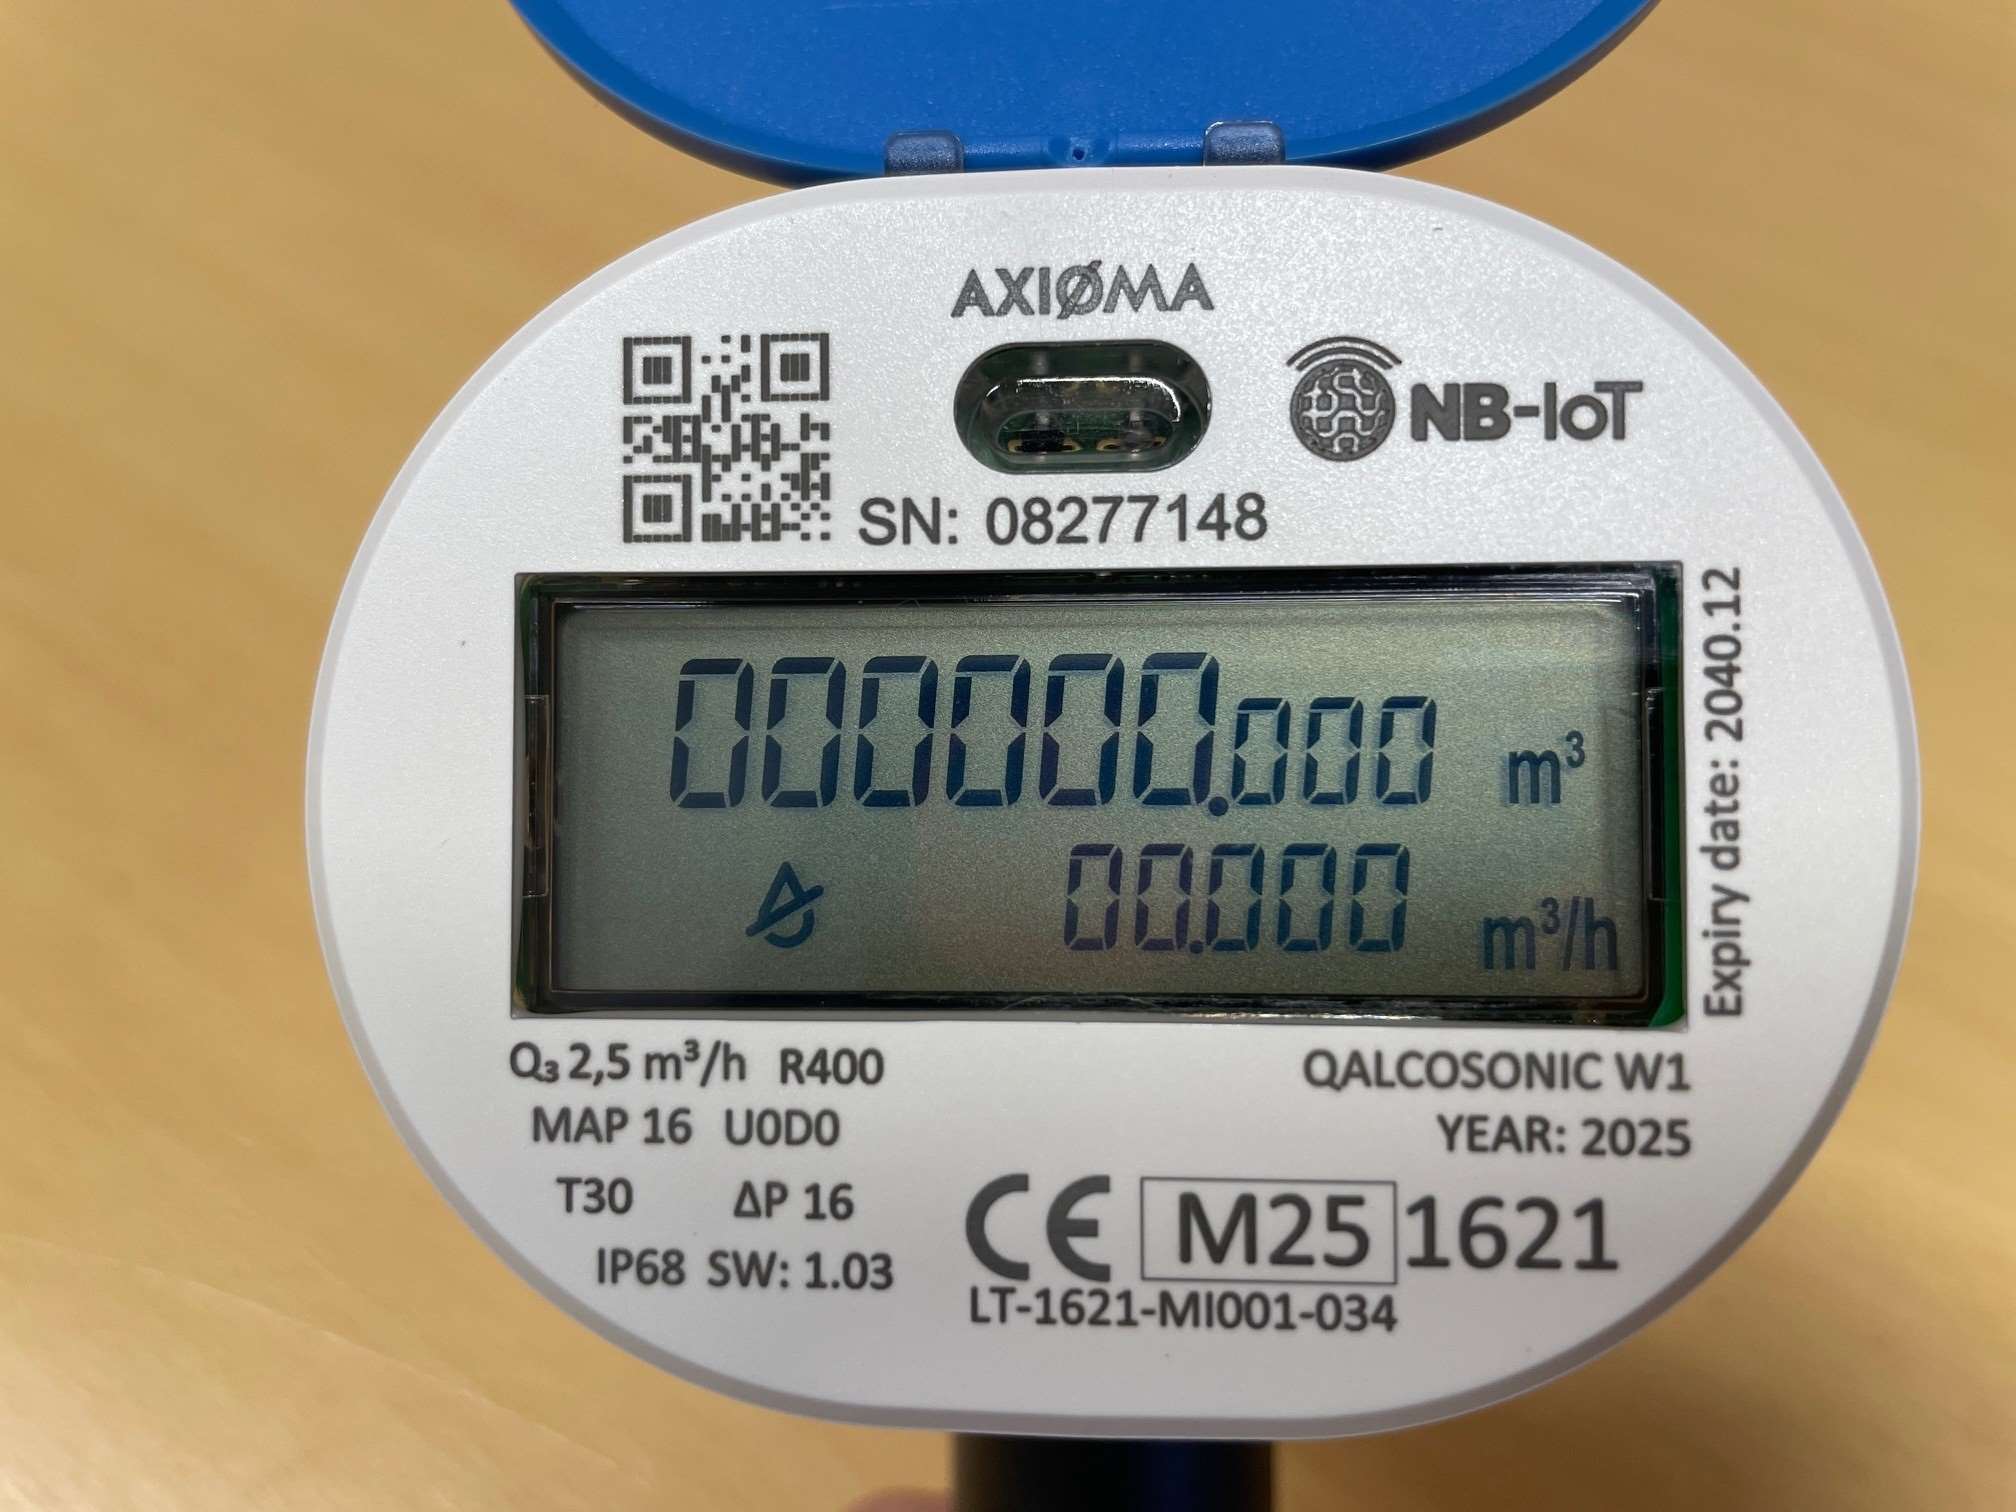 AXIØMA
NB-IoT
SN: 08277148
000000.000 m³
00.000 m³/h
Expiry date: 2040.12
Q₃ 2,5 m³/h R400
MAP 16 U0D0
T30 ΔP 16
IP68 SW: 1.03
QALCOSONIC W1
YEAR: 2025
CE M25 1621
LT-1621-MI001-034